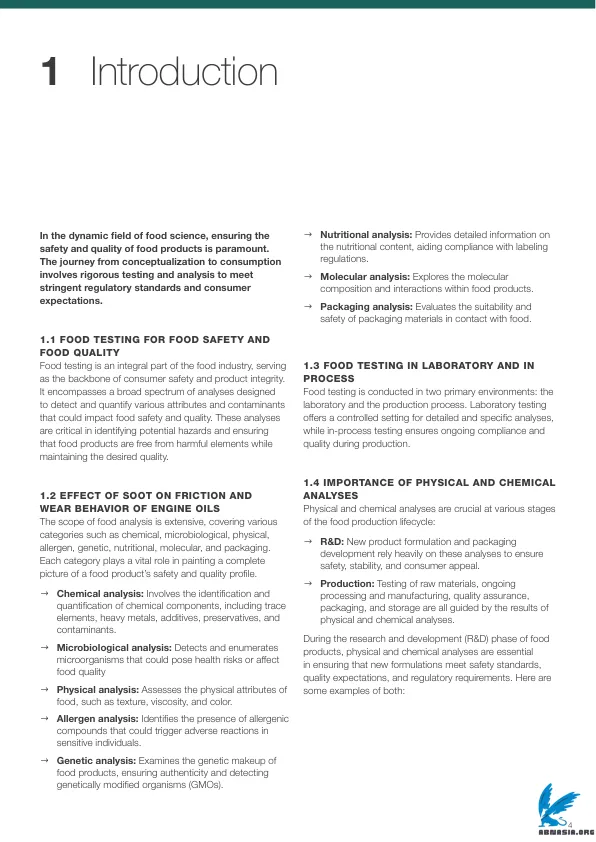 1 Introduction
In the dynamic field of food science, ensuring the
safety and quality of food products is paramount.
The journey from conceptualization to consumption
involves rigorous testing and analysis to meet
stringent regulatory standards and consumer
expectations.
1.1 FOOD TESTING FOR FOOD SAFETY AND
FOOD QUALITY
Food testing is an integral part of the food industry, serving
as the backbone of consumer safety and product integrity.
It encompasses a broad spectrum of analyses designed
to detect and quantify various attributes and contaminants
that could impact food safety and quality. These analyses
are critical in identifying potential hazards and ensuring
that food products are free from harmful elements while
maintaining the desired quality.
1.2 EFFECT OF SOOT ON FRICTION AND
WEAR BEHAVIOR OF ENGINE OILS
The scope of food analysis is extensive, covering various
categories such as chemical, microbiological, physical,
allergen, genetic, nutritional, molecular, and packaging.
Each category plays a vital role in painting a complete
picture of a food product's safety and quality profile.
→ Chemical analysis: Involves the identification and
quantification of chemical components, including trace
elements, heavy metals, additives, preservatives, and
contaminants.
→ Microbiological analysis: Detects and enumerates
microorganisms that could pose health risks or affect
food quality
→ Physical analysis: Assesses the physical attributes of
food, such as texture, viscosity, and color.
→ Allergen analysis: Identifies the presence of allergenic
compounds that could trigger adverse reactions in
sensitive individuals.
→ Genetic analysis: Examines the genetic makeup of
food products, ensuring authenticity and detecting
genetically modified organisms (GMOs).
→ Nutritional analysis: Provides detailed information on
the nutritional content, aiding compliance with labeling
regulations.
→ Molecular analysis: Explores the molecular
composition and interactions within food products.
→ Packaging analysis: Evaluates the suitability and
safety of packaging materials in contact with food.
1.3 FOOD TESTING IN LABORATORY AND IN
PROCESS
Food testing is conducted in two primary environments: the
laboratory and the production process. Laboratory testing
offers a controlled setting for detailed and specific analyses,
while in-process testing ensures ongoing compliance and
quality during production.
1.4 IMPORTANCE OF PHYSICAL AND CHEMICAL
ANALYSES
Physical and chemical analyses are crucial at various stages
of the food production lifecycle:
→ R&D: New product formulation and packaging
development rely heavily on these analyses to ensure
safety, stability, and consumer appeal.
→ Production: Testing of raw materials, ongoing
processing and manufacturing, quality assurance,
packaging, and storage are all guided by the results of
physical and chemical analyses.
During the research and development (R&D) phase of food
products, physical and chemical analyses are essential
in ensuring that new formulations meet safety standards,
quality expectations, and regulatory requirements. Here are
some examples of both:
4
ABNASIA.ORG